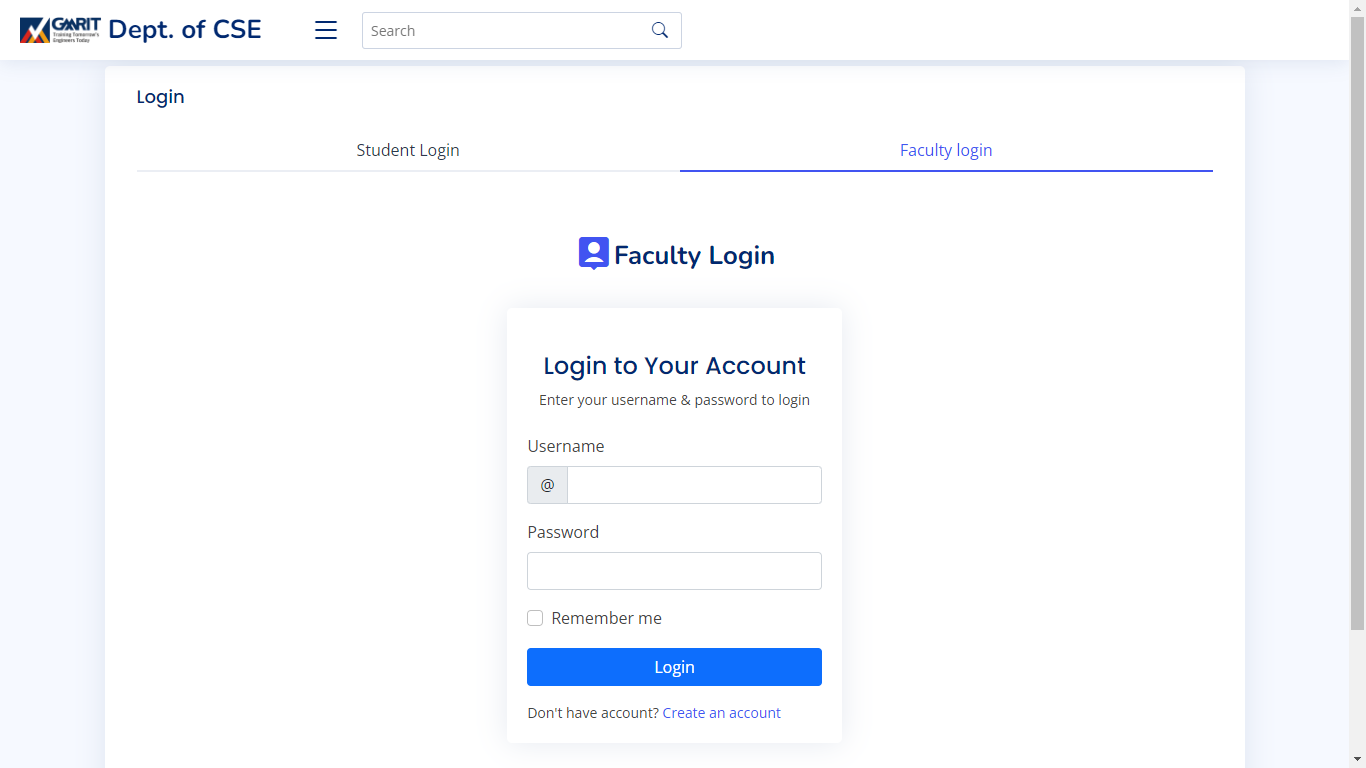 GMRIT
Training Tomorrow's
Engineers Today
Dept. of CSE
Search
Login
Student Login
Faculty login
Faculty Login
Login to Your Account
Enter your username & password to login
Username
@
Password
Remember me
Login
Don't have account? Create an account